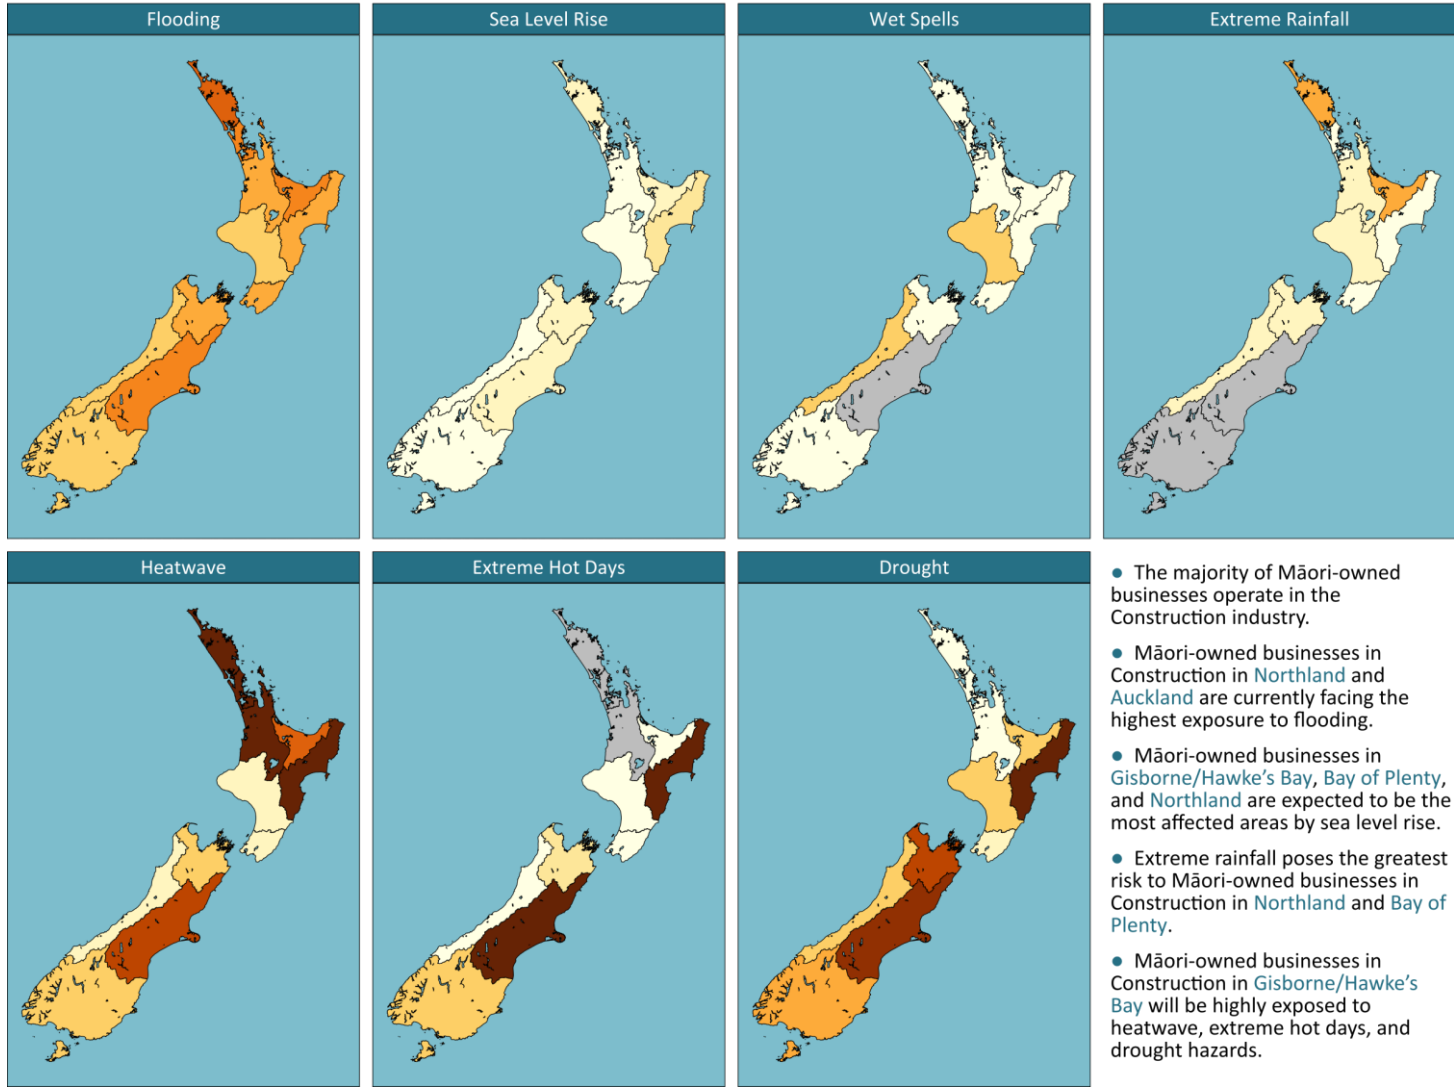 Flooding
Sea Level Rise
Wet Spells
Extreme Rainfall
Heatwave
Extreme Hot Days
Drought
● The majority of Māori-owned
businesses operate in the
Construction industry.
● Māori-owned businesses in
Construction in Northland and
Auckland are currently facing the
highest exposure to flooding.
● Māori-owned businesses in
Gisborne/Hawke's Bay, Bay of Plenty,
and Northland are expected to be the
most affected areas by sea level rise.
● Extreme rainfall poses the greatest
risk to Māori-owned businesses in
Construction in Northland and Bay of
Plenty.
● Māori-owned businesses in
Construction in Gisborne/Hawke's
Bay will be highly exposed to
heatwave, extreme hot days, and
drought hazards.